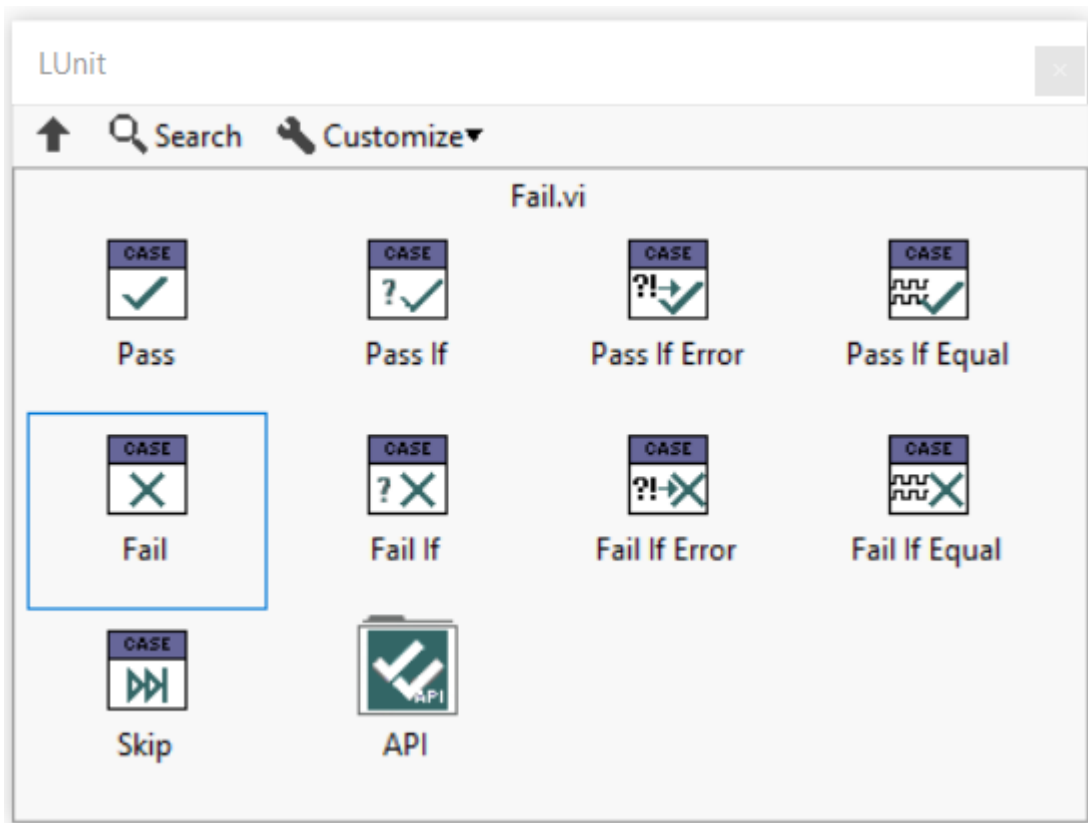 LUnit
Search Customize
Fail.vi
CASE CASE CASE CASE
? ?!
Pass Pass If Pass If Error Pass If Equal
CASE CASE CASE CASE
? ?!
Fail Fail If Fail If Error Fail If Equal
CASE
API
Skip API